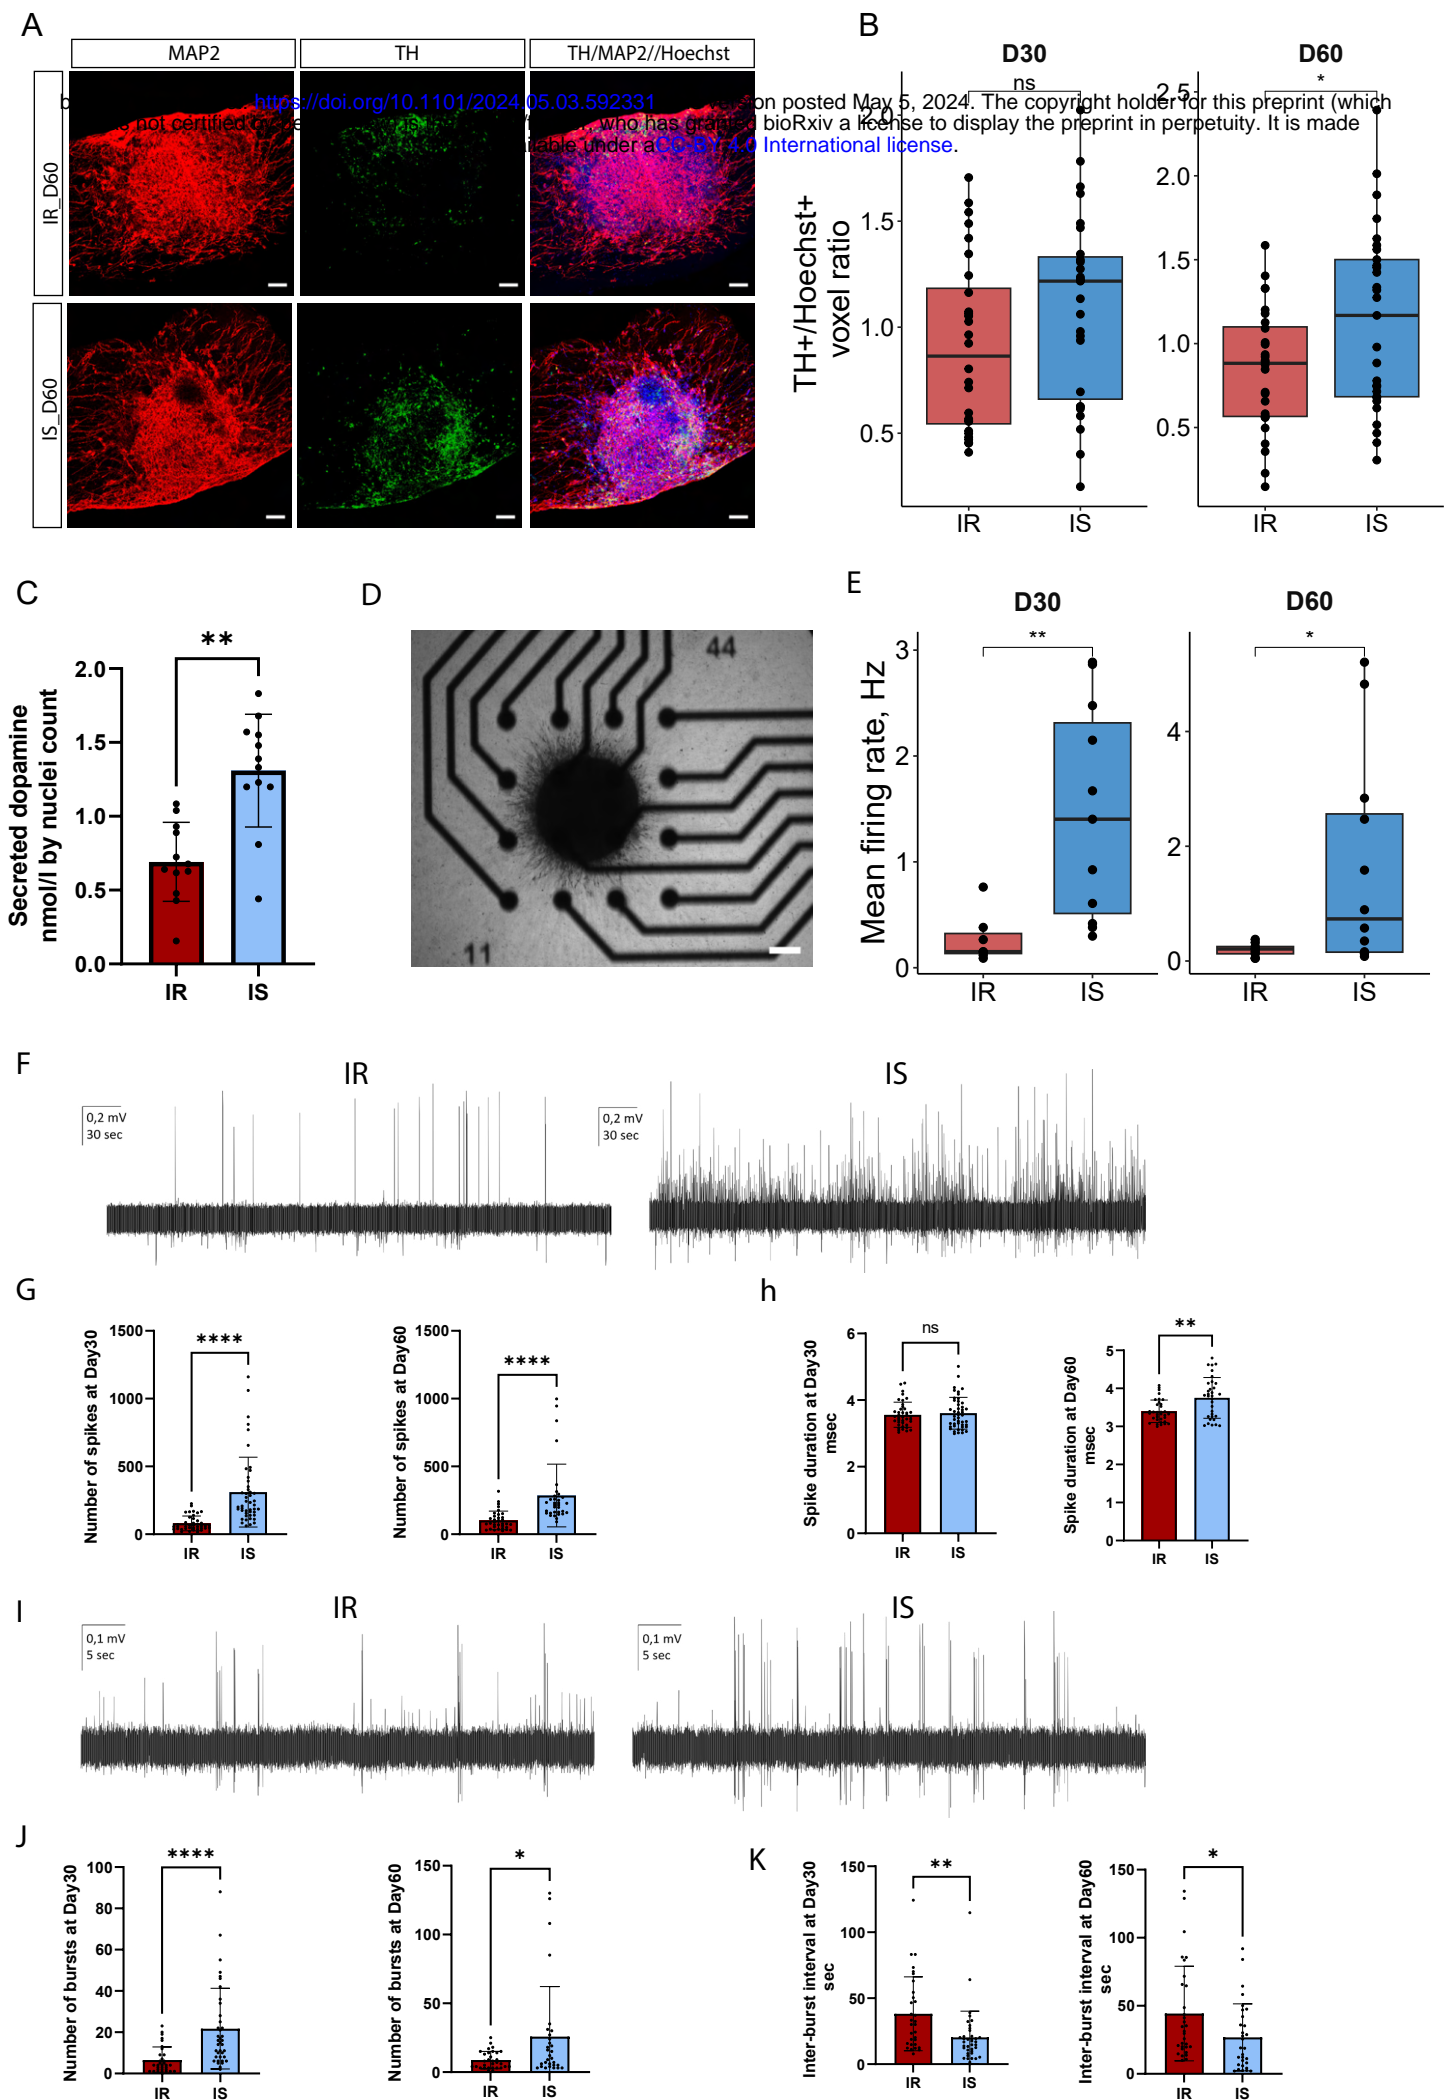 A
MAP2
TH
TH/MAP2//Hoechst
IR_D60
IS_D60
https://doi.org/10.1101/2024.05.03.592331
on posted May 5, 2024. The copyright holder for this preprint (which
not certified by
who has granted bioRxiv a license to display the preprint in perpetuity. It is made
under a CC-BY 4.0 International license.
B
D30
D60
ns
*
TH+/Hoechst+
voxel ratio
2.0
1.5
1.0
0.5
2.5
2.0
1.5
1.0
0.5
IR
IS
IR
IS
C
**
Secreted dopamine
nmol/l by nuclei count
2.0
1.5
1.0
0.5
0.0
IR
IS
D
44
11
E
D30
D60
**
*
Mean firing rate, Hz
3
2
1
0
4
2
0
IR
IS
IR
IS
F
IR
IS
0,2 mV
30 sec
0,2 mV
30 sec
G
Number of spikes at Day30
1500
1000
500
0
****
IR
IS
Number of spikes at Day60
1500
1000
500
0
****
IR
IS
h
Spike duration at Day30
msec
6
4
2
0
ns
IR
IS
Spike duration at Day60
msec
5
4
3
2
1
0
**
IR
IS
I
IR
IS
0,1 mV
5 sec
0,1 mV
5 sec
J
Number of bursts at Day30
100
80
60
40
20
0
****
IR
IS
Number of bursts at Day60
150
100
50
0
*
IR
IS
K
Inter-burst interval at Day30
sec
150
100
50
0
**
IR
IS
Inter-burst interval at Day60
sec
150
100
50
0
*
IR
IS